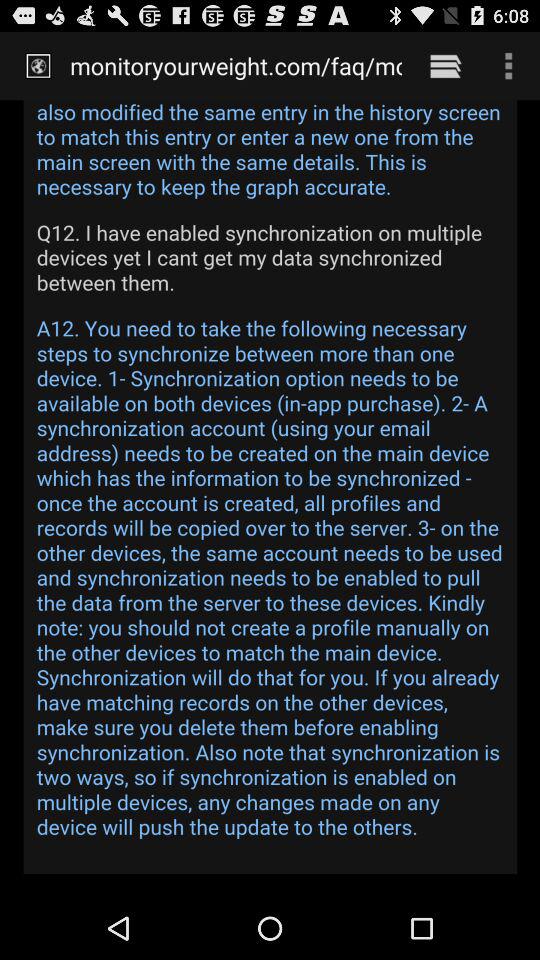 6:08
monitoryourweight.com/faq/mo
also modified the same entry in the history screen
to match this entry or enter a new one from the
main screen with the same details. This is
necessary to keep the graph accurate.
Q12. I have enabled synchronization on multiple
devices yet I cant get my data synchronized
between them.
A12. You need to take the following necessary
steps to synchronize between more than one
device. 1- Synchronization option needs to be
available on both devices (in-app purchase). 2- A
synchronization account (using your email
address) needs to be created on the main device
which has the information to be synchronized -
once the account is created, all profiles and
records will be copied over to the server. 3- on the
other devices, the same account needs to be used
and synchronization needs to be enabled to pull
the data from the server to these devices. Kindly
note: you should not create a profile manually on
the other devices to match the main device.
Synchronization will do that for you. If you already
have matching records on the other devices,
make sure you delete them before enabling
synchronization. Also note that synchronization is
two ways, so if synchronization is enabled on
multiple devices, any changes made on any
device will push the update to the others.